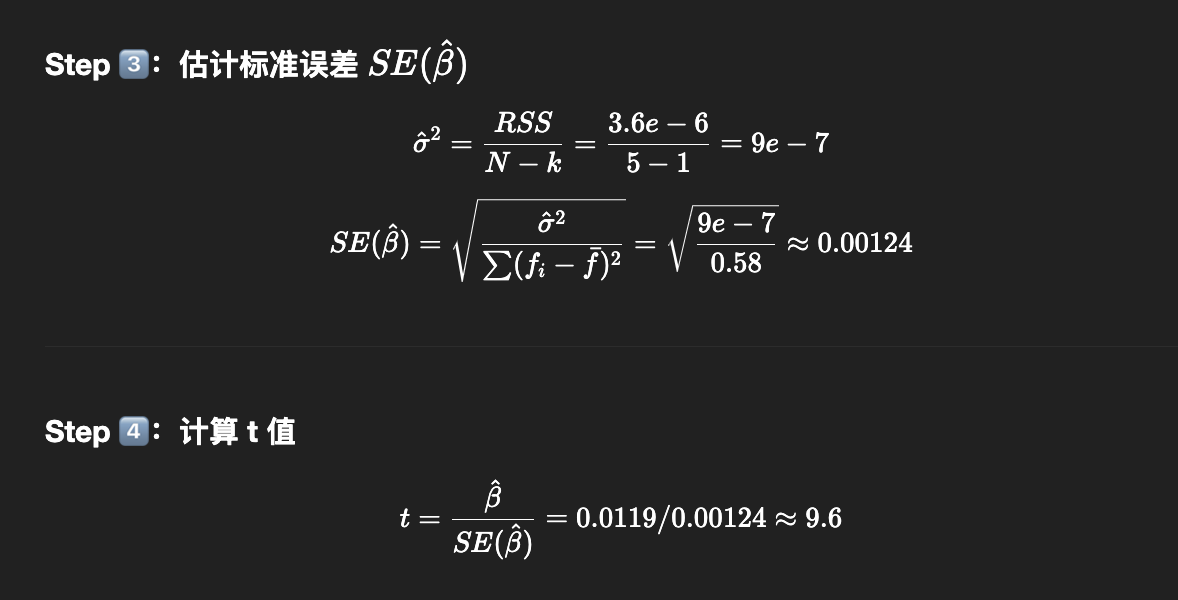 Step 3️⃣：估计标准误差 $SE(\hat{\beta})$
$\hat{\sigma}^2 = \frac{RSS}{N-k} = \frac{3.6e-6}{5-1} = 9e-7$
$SE(\hat{\beta}) = \sqrt{\frac{\hat{\sigma}^2}{\sum(f_i - \bar{f})^2}} = \sqrt{\frac{9e-7}{0.58}} \approx 0.00124$
Step 4️⃣：计算 t 值
$t = \frac{\hat{\beta}}{SE(\hat{\beta})} = 0.0119/0.00124 \approx 9.6$